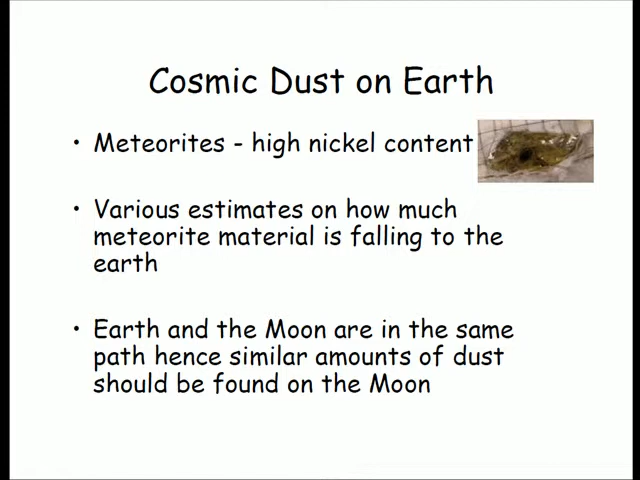 Cosmic Dust on Earth
• Meteorites - high nickel content
• Various estimates on how much
meteorite material is falling to the
earth
• Earth and the Moon are in the same
path hence similar amounts of dust
should be found on the Moon